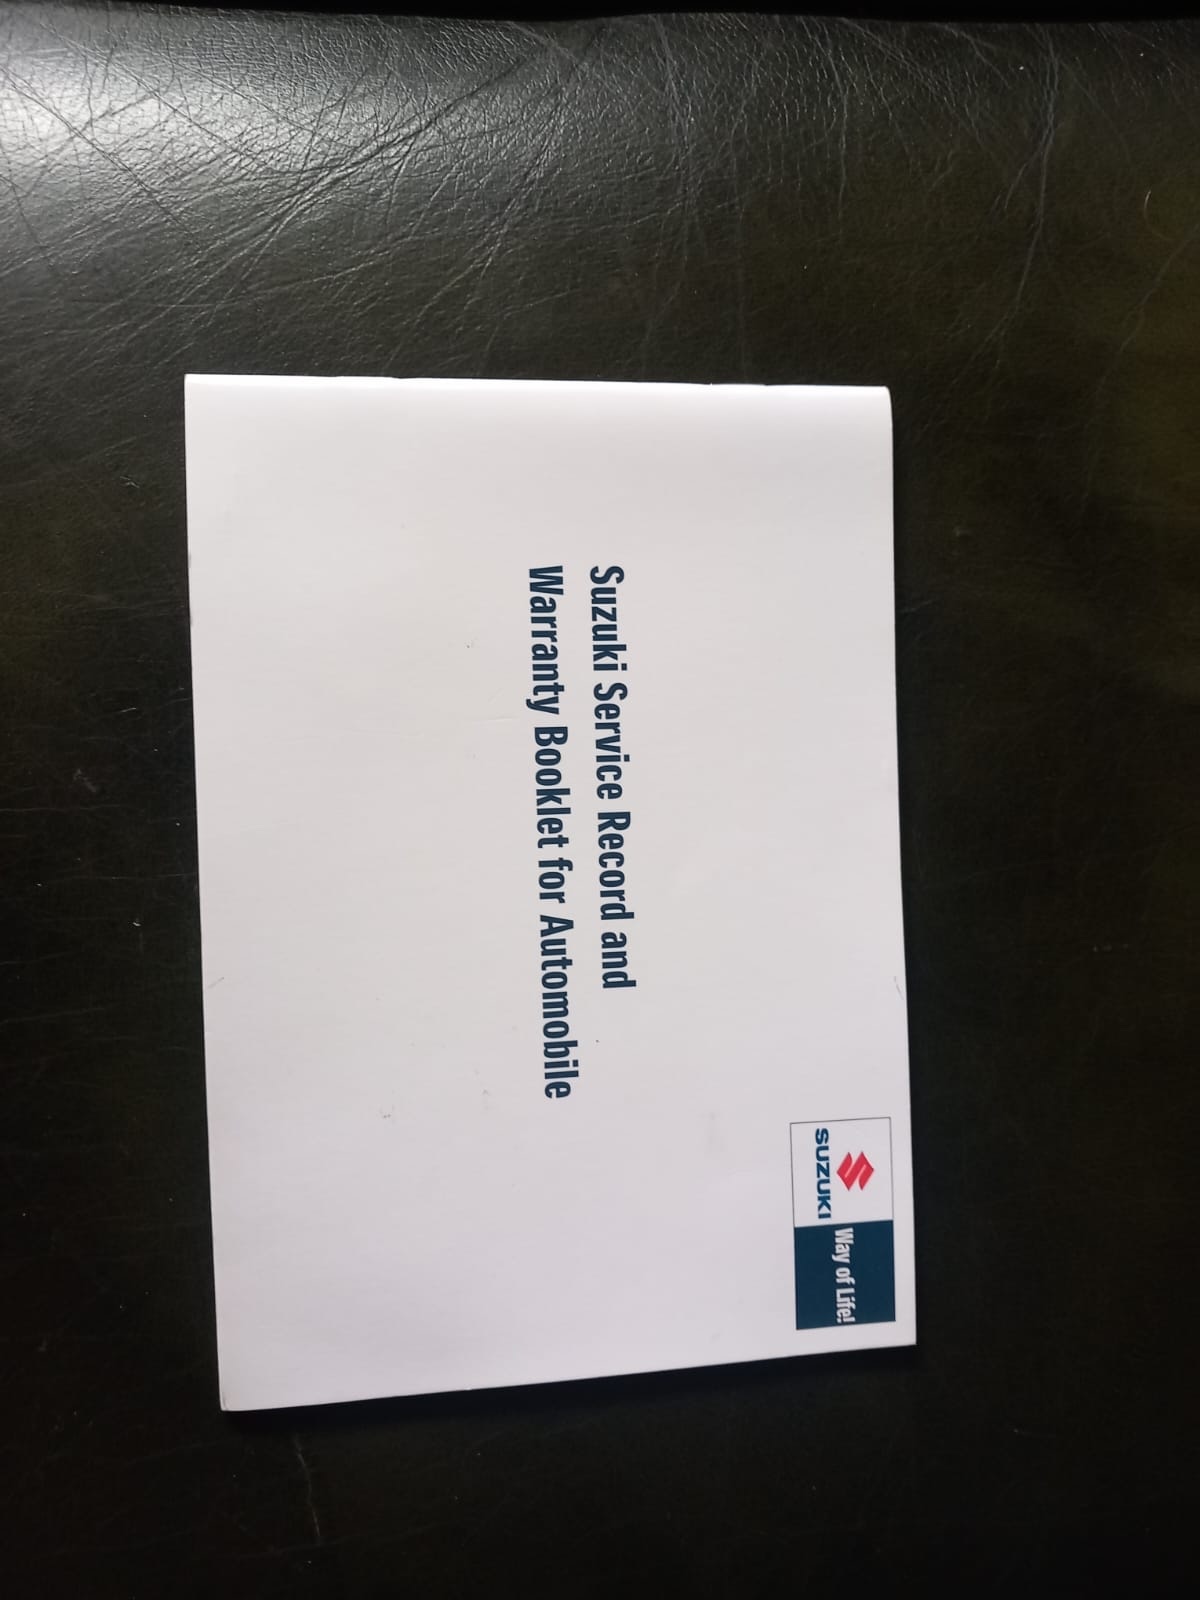 SUZUKI
Way of Life!
Suzuki Service Record and
Warranty Booklet for Automobile